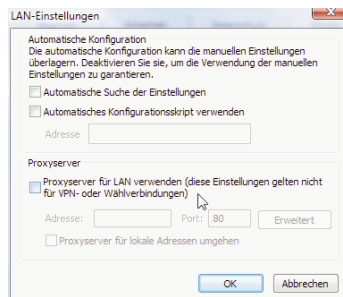 LAN-Einstellungen
Automatische Konfiguration
Die automatische Konfiguration kann die manuellen Einstellungen
überlagern. Deaktivieren Sie sie, um die Verwendung der manuellen
Einstellungen zu garantieren.
Automatische Suche der Einstellungen
Automatisches Konfigurationsskript verwenden
Adresse
Proxyserver
Proxyserver für LAN verwenden (diese Einstellungen gelten nicht
für VPN- oder Wählverbindungen)
Adresse: Port: 80 Erweitert
Proxyserver für lokale Adressen umgehen
OK Abbrechen